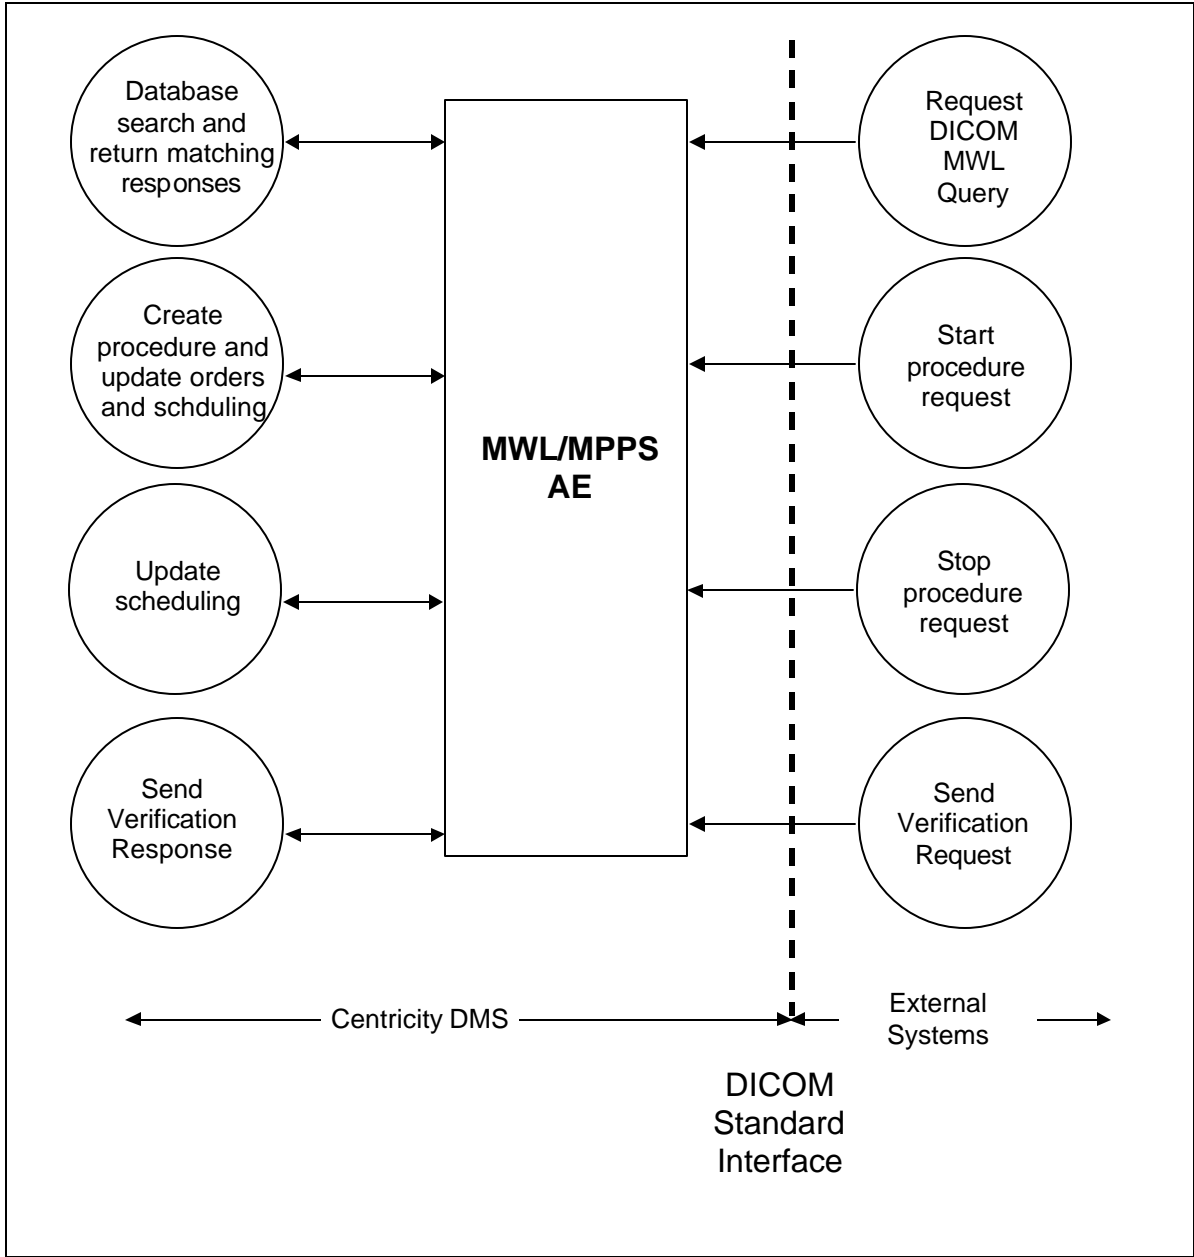 Database
search and
return matching
responses
Request
DICOM
MWL
Query
Create
procedure and
update orders
and schduling
Start
procedure
request
MWL/MPPS
AE
Update
scheduling
Stop
procedure
request
Send
Verification
Response
Send
Verification
Request
Centricity DMS
External
Systems
DICOM
Standard
Interface